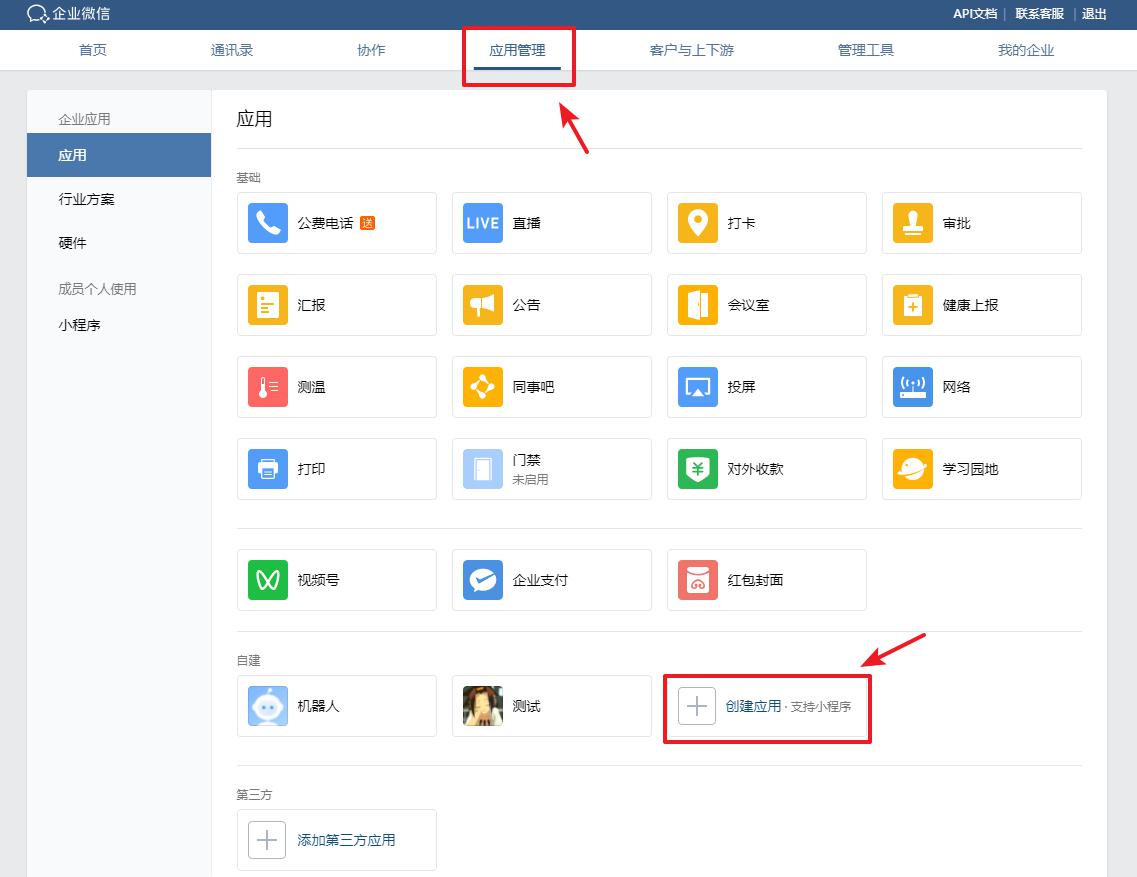 企业微信
API文档 联系客服 退出
首页 通讯录 协作 应用管理 客户与上下游 管理工具 我的企业
企业应用
应用
行业方案
硬件
成员个人使用
小程序
应用
基础
公费电话 送
LIVE 直播
打卡
审批
汇报
公告
会议室
健康上报
测温
同事吧
投屏
网络
打印
门禁
未启用
¥ 对外收款
学习园地
视频号
企业支付
红包封面
自建
机器人
测试
创建应用 · 支持小程序
第三方
添加第三方应用